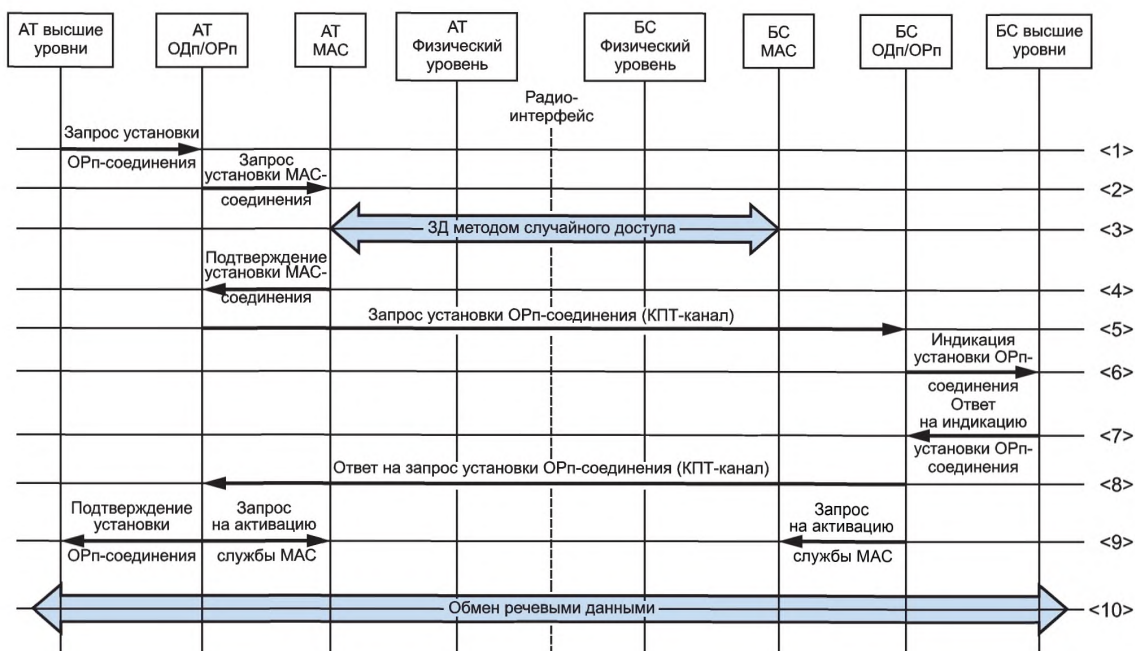 АТ высшие
уровни
АТ
ОДп/ОРп
АТ
МАС
АТ
Физический
уровень
БС
Физический
уровень
БС
МАС
БС
ОДп/ОРп
БС высшие
уровни
Радио-
интерфейс
Запрос установки
ОРп-соединения
<1>
Запрос
установки МАС-
соединения
<2>
ЗД методом случайного доступа
<3>
Подтверждение
установки МАС-
соединения
<4>
Запрос установки ОРп-соединения (КПТ-канал)
<5>
Индикация
установки ОРп-
соединения
<6>
Ответ
на индикацию
установки ОРп-
соединения
<7>
Ответ на запрос установки ОРп-соединения (КПТ-канал)
<8>
Подтверждение
установки
ОРп-соединения
Запрос
на активацию
службы МАС
Запрос
на активацию
службы МАС
<9>
Обмен речевыми данными
<10>